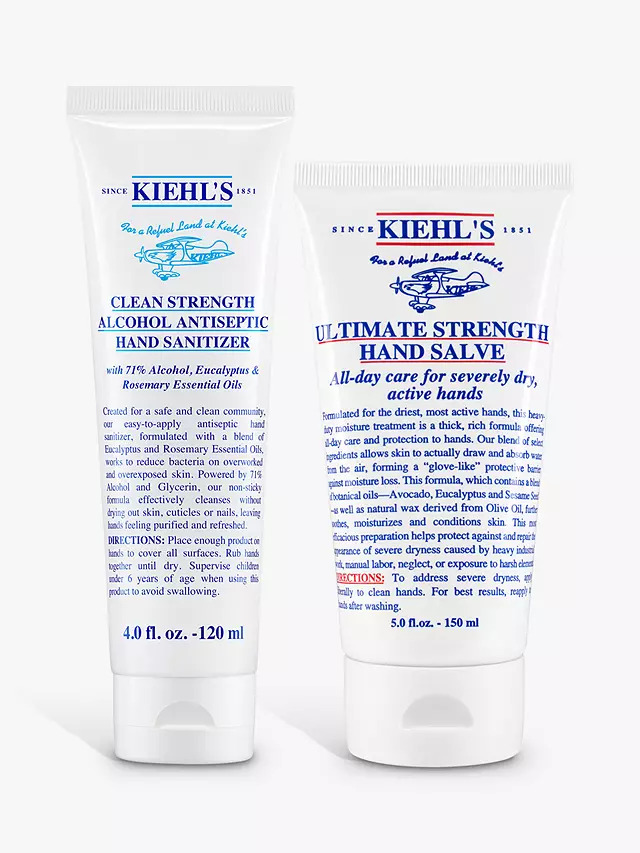 SINCE KIEHL'S 1851
For a Refuel Land at Kiehl's
KIEHL'S
CLEAN STRENGTH
ALCOHOL ANTISEPTIC
HAND SANITIZER
with 71% Alcohol, Eucalyptus &
Rosemary Essential Oils
Created for a safe and clean community,
our easy-to-apply antiseptic hand
sanitizer, formulated with a blend of
Eucalyptus and Rosemary Essential Oils,
works to reduce bacteria on overworked
and overexposed skin. Powered by 71%
Alcohol and Glycerin, our non-sticky
formula effectively cleanses without
drying out skin, cuticles or nails, leaving
hands feeling purified and refreshed.
DIRECTIONS: Place enough product on
hands to cover all surfaces. Rub hands
together until dry. Supervise children
under 6 years of age when using this
product to avoid swallowing.
4.0 fl. oz. -120 ml
SINCE KIEHL'S 1851
For a Refuel Land at Kiehl's
KIEHL'S
ULTIMATE STRENGTH
HAND SALVE
All-day care for severely dry,
active hands
Formulated for the driest, most active hands, this heavy-
duty moisture treatment is a thick, rich formula offering
all-day care and protection to hands. Our blend of select
ingredients allows skin to actually draw and absorb water
from the air, forming a “glove-like” protective barrier
against moisture loss. This formula, which contains a blend
of botanical oils—Avocado, Eucalyptus and Sesame Seed
—as well as natural wax derived from Olive Oil, further
soothes, moisturizes and conditions skin. This most
efficacious preparation helps protect against and repair the
appearance of severe dryness caused by heavy industrial
work, manual labor, neglect, or exposure to harsh elements.
DIRECTIONS: To address severe dryness, apply
liberally to clean hands. For best results, reapply to
hands after washing.
5.0 fl.oz. - 150 ml